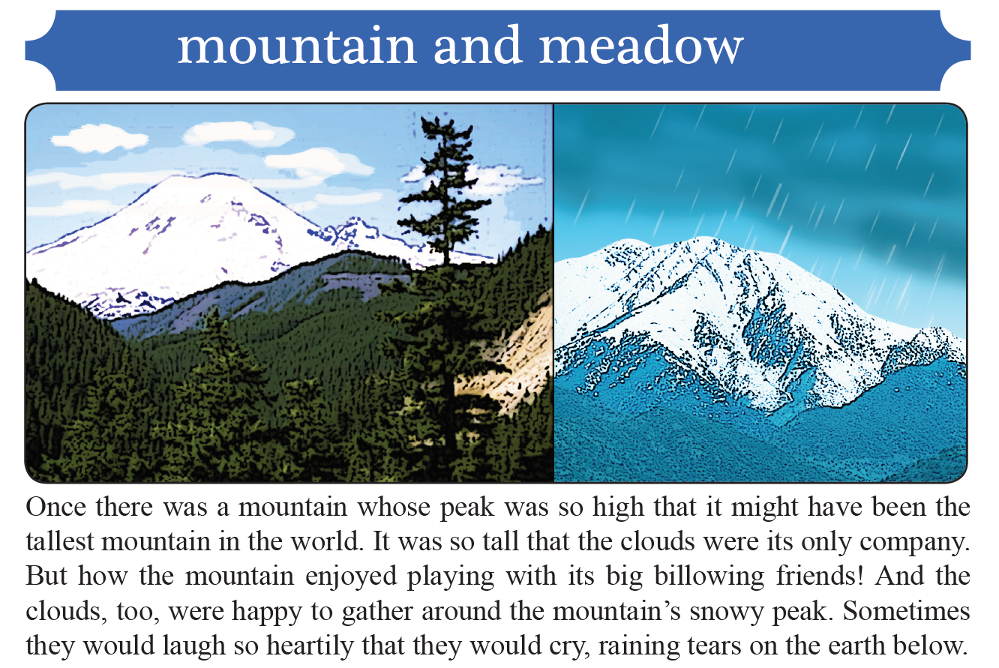 mountain and meadow
Once there was a mountain whose peak was so high that it might have been the
tallest mountain in the world. It was so tall that the clouds were its only company.
But how the mountain enjoyed playing with its big billowing friends! And the
clouds, too, were happy to gather around the mountain’s snowy peak. Sometimes
they would laugh so heartily that they would cry, raining tears on the earth below.